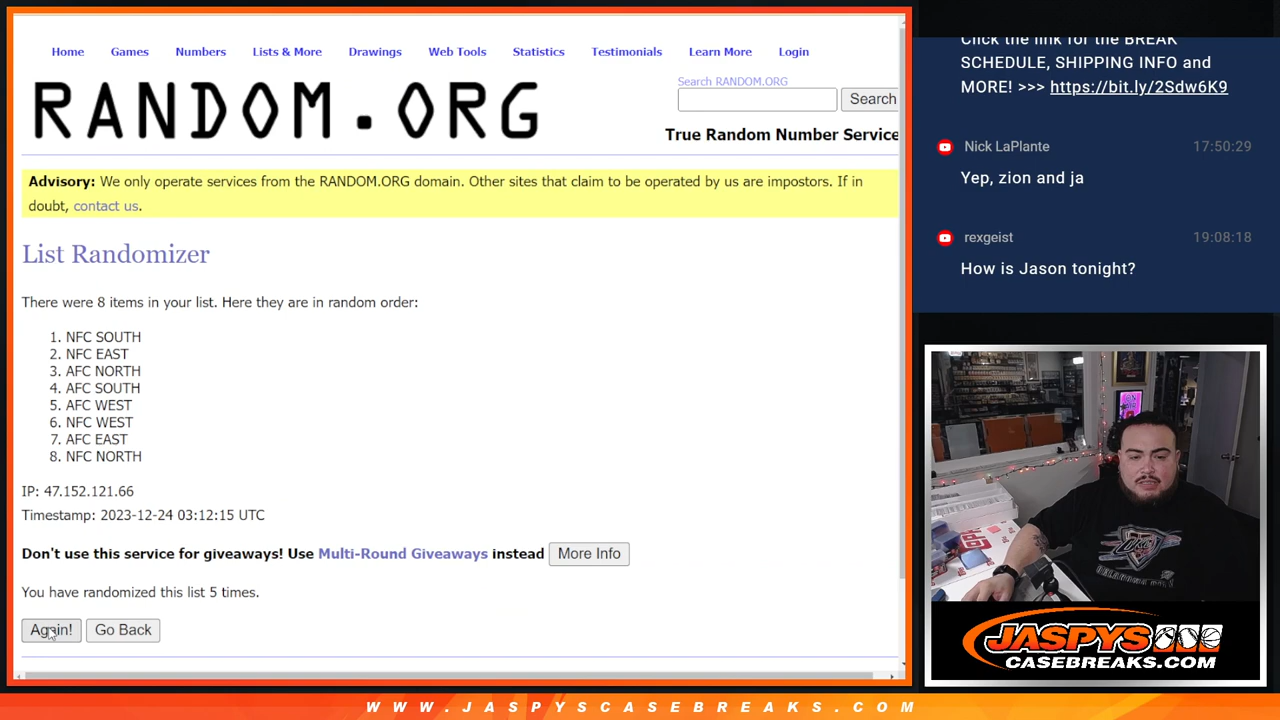 Home Games Numbers Lists & More Drawings Web Tools Statistics Testimonials Learn More Login
RANDOM.ORG
Search RANDOM.ORG
Search
True Random Number Service
Advisory: We only operate services from the RANDOM.ORG domain. Other sites that claim to be operated by us are impostors. If in
doubt, contact us.
List Randomizer
There were 8 items in your list. Here they are in random order:
1. NFC SOUTH
2. NFC EAST
3. AFC NORTH
4. AFC SOUTH
5. AFC WEST
6. NFC WEST
7. AFC EAST
8. NFC NORTH
IP: 47.152.121.66
Timestamp: 2023-12-24 03:12:15 UTC
Don't use this service for giveaways! Use Multi-Round Giveaways instead More Info
You have randomized this list 5 times.
Again! Go Back
Click the link for the BREAK
SCHEDULE, SHIPPING INFO and
MORE! >>> https://bit.ly/2Sdw6K9
Nick LaPlante 17:50:29
Yep, zion and ja
rexgeist 19:08:18
How is Jason tonight?
JASPYS
CASEBREAKS.COM
WWW.JASPYSCASEBREAKS.COM